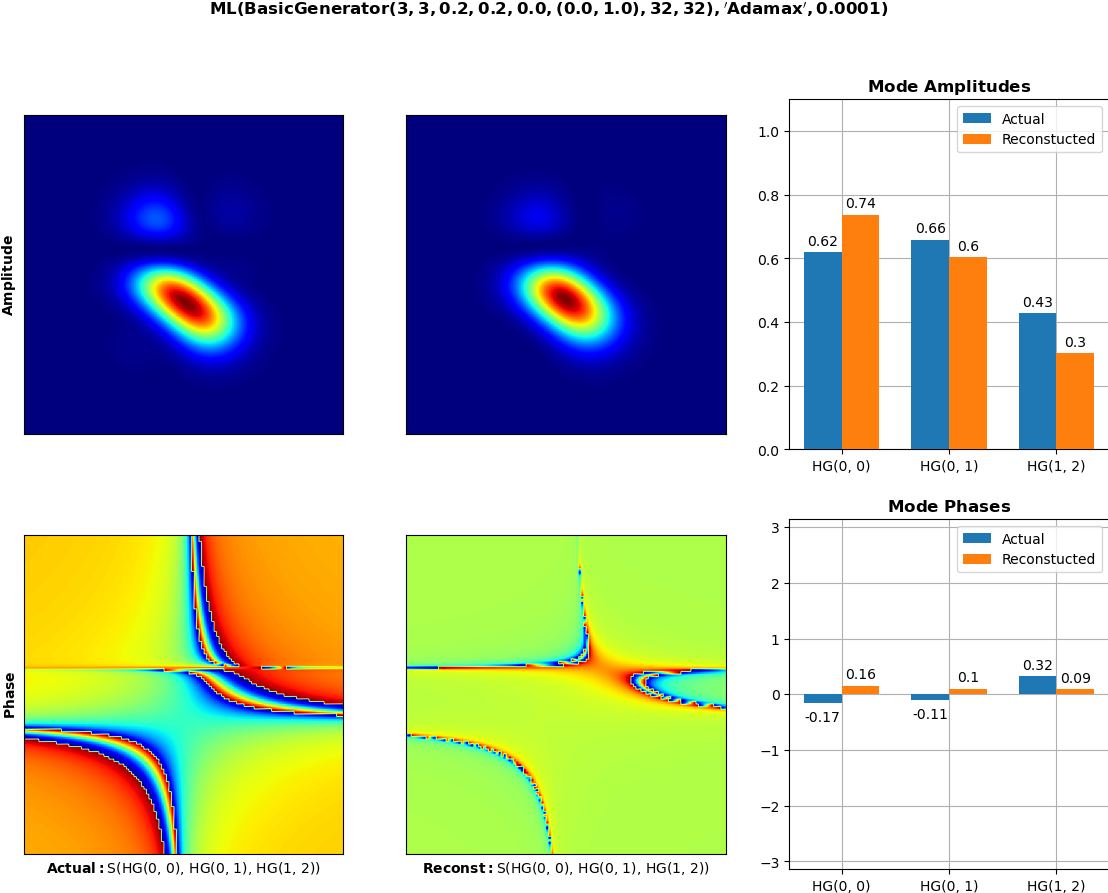 ML(BasicGenerator(3, 3, 0.2, 0.2, 0.0, (0.0, 1.0), 32, 32), ′Adamax′, 0.0001)
Amplitude
Mode Amplitudes
Actual
Reconstucted
1.0
0.8
0.6
0.4
0.2
0.0
0.62
0.74
0.66
0.6
0.43
0.3
HG(0, 0)
HG(0, 1)
HG(1, 2)
Phase
Actual: S(HG(0, 0), HG(0, 1), HG(1, 2))
Reconst: S(HG(0, 0), HG(0, 1), HG(1, 2))
Mode Phases
Actual
Reconstucted
3
2
1
0
−1
−2
−3
-0.17
0.16
-0.11
0.1
0.32
0.09
HG(0, 0)
HG(0, 1)
HG(1, 2)